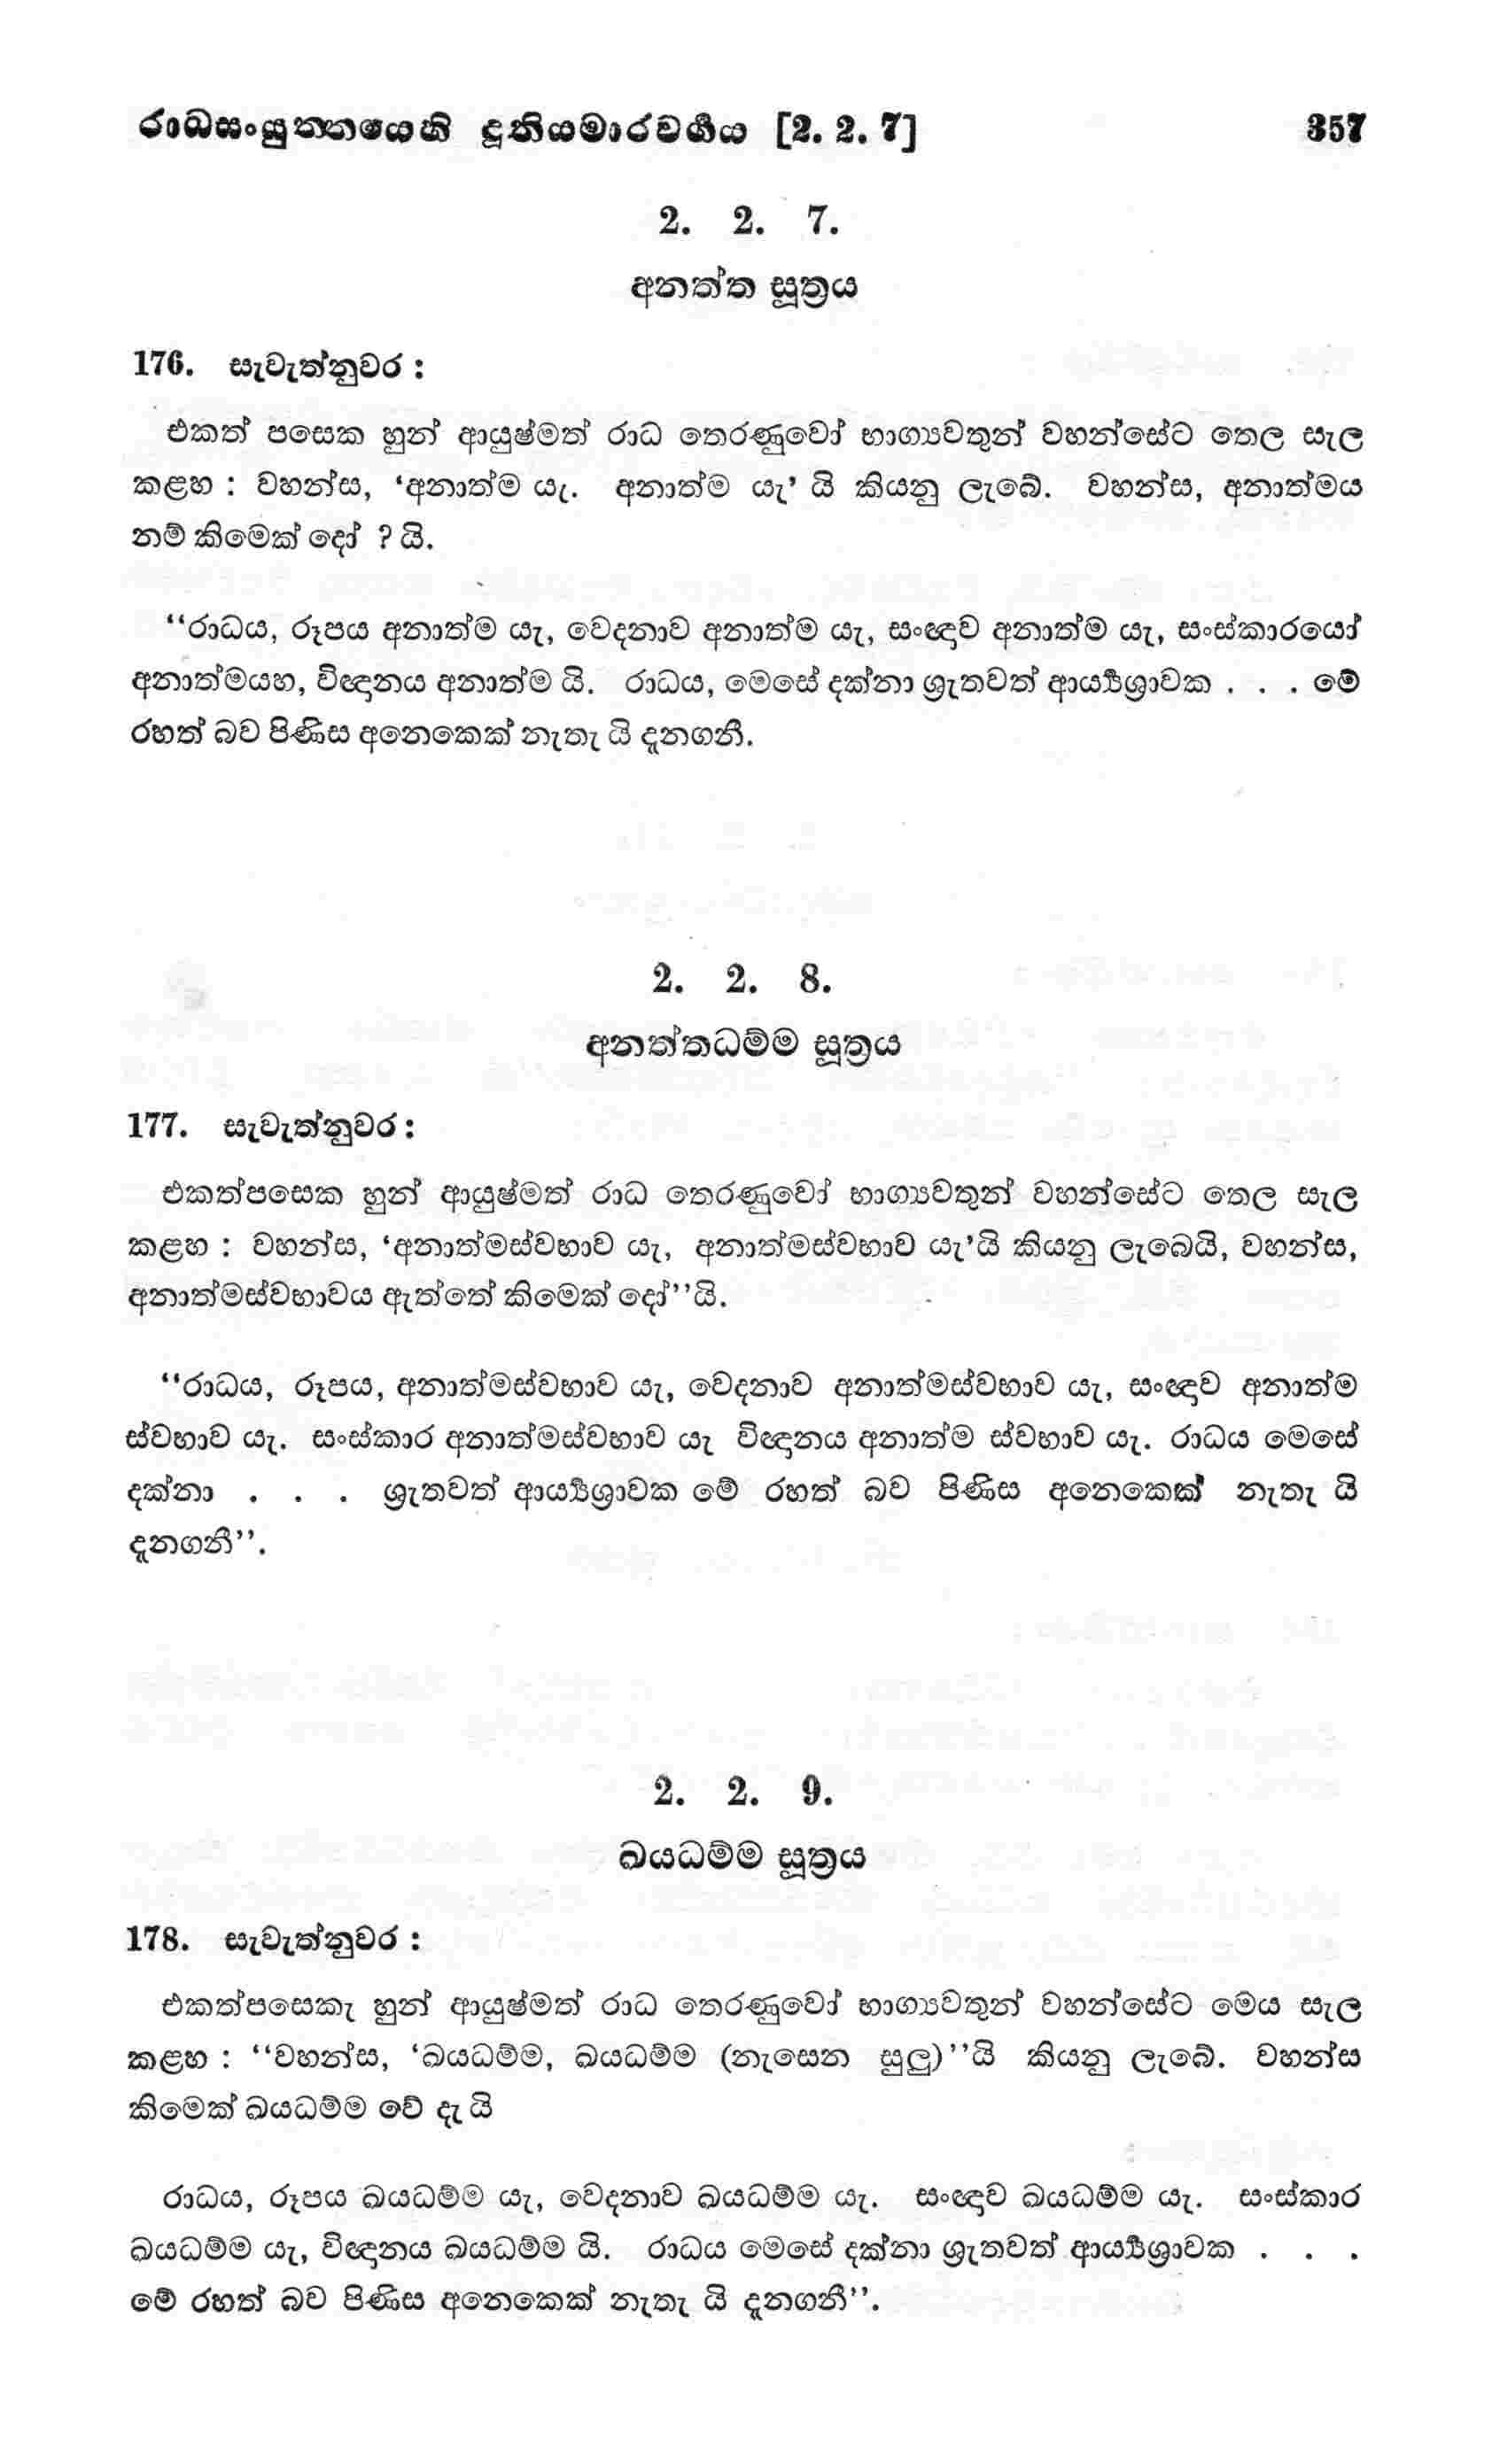 රාධසංයුත්තයෙහි දුතියමාරවර්‍ගය [2. 2. 7] 357
2. 2. 7.
අනත්ත සූත්‍රය
176. සැවැත්නුවර :
එකත් පසෙක හුන් ආයුෂ්මත් රාධ තෙරණුවෝ භාග්‍යවතුන් වහන්සේට තෙල සැල
කළහ : වහන්ස, ‘අනාත්ම යැ. අනාත්ම යැ’ යි කියනු ලැබේ. වහන්ස, අනාත්මය
නම් කිමෙක් දෝ ? යි.
“රාධය, රූපය අනාත්ම යැ, වෙදනාව අනාත්ම යැ, සංඥාව අනාත්ම යැ, සංස්කාරයෝ
අනාත්මයහ, විඥානය අනාත්ම යි. රාධය, මෙසේ දක්නා ශ්‍රැතවත් ආර්‍ය්‍යශ්‍රාවක . . . මේ
රහත් බව පිණිස අනෙකෙක් නැතැ යි දැනගනී.
2. 2. 8.
අනත්තධම්ම සූත්‍රය
177. සැවැත්නුවර :
එකත්පසෙක හුන් ආයුෂ්මත් රාධ තෙරණුවෝ භාග්‍යවතුන් වහන්සේට තෙල සැල
කළහ : වහන්ස, ‘අනාත්මස්වභාව යැ, අනාත්මස්වභාව යැ’යි කියනු ලැබෙයි, වහන්ස,
අනාත්මස්වභාවය ඇත්තේ කිමෙක් දෝ”යි.
“රාධය, රූපය, අනාත්මස්වභාව යැ, වෙදනාව අනාත්මස්වභාව යැ, සංඥාව අනාත්ම
ස්වභාව යැ. සංස්කාර අනාත්මස්වභාව යැ විඥානය අනාත්ම ස්වභාව යැ. රාධය මෙසේ
දක්නා . . . ශ්‍රැතවත් ආර්‍ය්‍යශ්‍රාවක මේ රහත් බව පිණිස අනෙකෙක් නැතැ යි
දැනගනී”.
2. 2. 9.
ඛයධම්ම සූත්‍රය
178. සැවැත්නුවර :
එකත්පසෙකැ හුන් ආයුෂ්මත් රාධ තෙරණුවෝ භාග්‍යවතුන් වහන්සේට මෙය සැල
කළහ : “වහන්ස, ‘ඛයධම්ම, ඛයධම්ම (නැසෙන සුලු)”යි කියනු ලැබේ. වහන්ස
කිමෙක් ඛයධම්ම වේ දැ යි
රාධය, රූපය ඛයධම්ම යැ, වෙදනාව ඛයධම්ම යැ. සංඥාව ඛයධම්ම යැ. සංස්කාර
ඛයධම්ම යැ, විඥානය ඛයධම්ම යි. රාධය මෙසේ දක්නා ශ්‍රැතවත් ආර්‍ය්‍යශ්‍රාවක . . .
මේ රහත් බව පිණිස අනෙකෙක් නැතැ යි දැනගනී”.